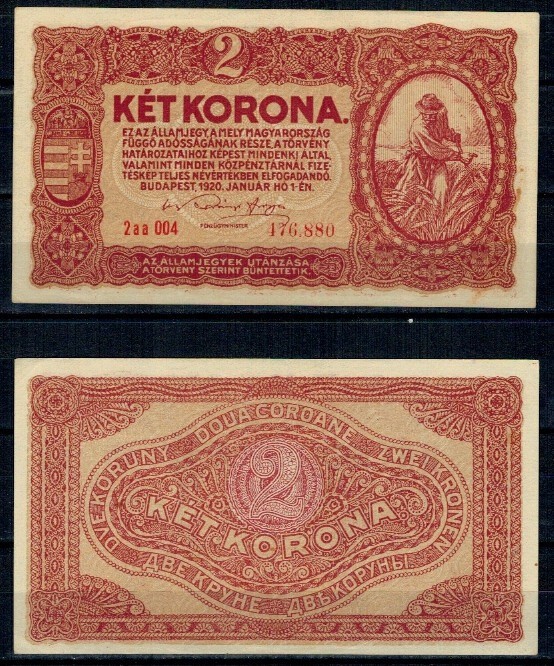 2
KÉT KORONA.
EZ AZ ÁLLAMJEGY, A MELY MAGYARORSZÁG
FÜGGŐ ADÓSSÁGÁNAK RÉSZE, A TÖRVÉNY
HATÁROZATAIHOZ KÉPEST MINDENKI ÁLTAL,
VALAMINT MINDEN KÖZPÉNZTÁRNÁL FIZE-
TÉSKÉP TELJES NÉVÉRTÉKBEN ELFOGADANDÓ.
BUDAPEST, 1920. JANUÁR HÓ 1-ÉN.
2aa 004
PÉNZÜGYMINISTER
476.880
AZ ÁLLAMJEGYEK UTÁNZÁSA
A TÖRVÉNY SZERINT BÜNTETTETIK.
DVE KORUNY DOUA COROANE ZWEI KRONEN
2
KÉT KORONA
ДВЕ КРУНЕ ДВѢ КОРУНЫ